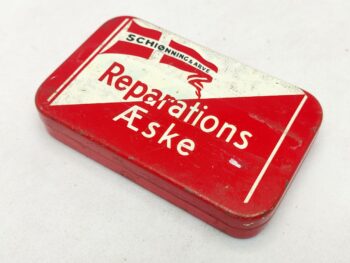 SCHIØNNING & ARVÉ
Reparations
Æske